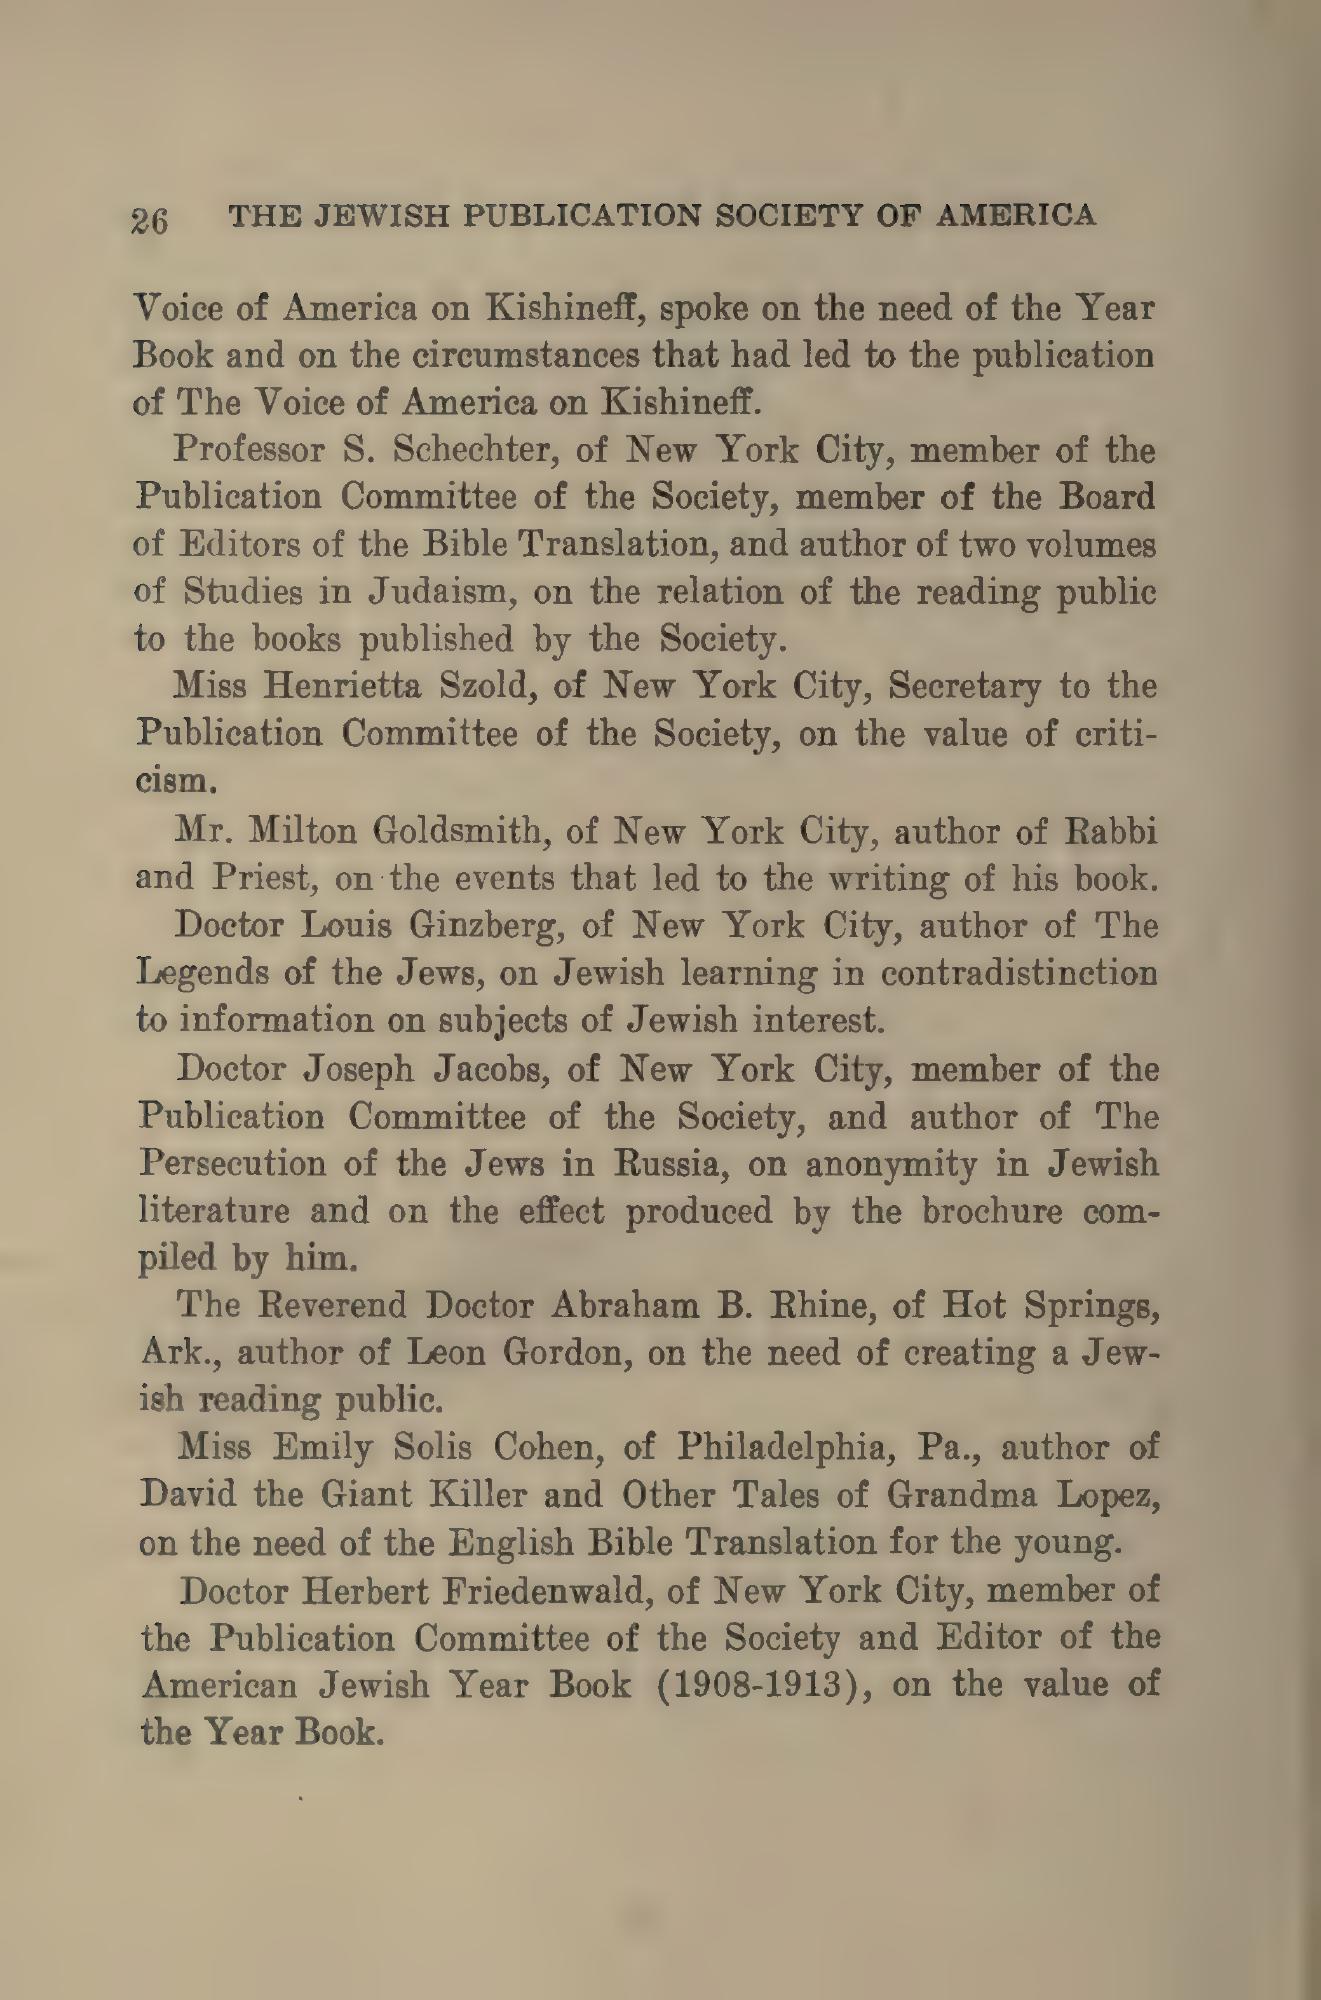 26 THE JEWISH PUBLICATION SOCIETY OF AMERICA
Voice of America on Kishineff, spoke on the need of the Year
Book and on the circumstances that had led to the publication
of The Voice of America on Kishineff.
Professor S. Schechter, of New York City, member of the
Publication Committee of the Society, member of the Board
of Editors of the Bible Translation, and author of two volumes
of Studies in Judaism, on the relation of the reading public
to the books published by the Society.
Miss Henrietta Szold, of New York City, Secretary to the
Publication Committee of the Society, on the value of criti-
cism.
Mr. Milton Goldsmith, of New York City, author of Rabbi
and Priest, on the events that led to the writing of his book.
Doctor Louis Ginzberg, of New York City, author of The
Legends of the Jews, on Jewish learning in contradistinction
to information on subjects of Jewish interest.
Doctor Joseph Jacobs, of New York City, member of the
Publication Committee of the Society, and author of The
Persecution of the Jews in Russia, on anonymity in Jewish
literature and on the effect produced by the brochure com-
piled by him.
The Reverend Doctor Abraham B. Rhine, of Hot Springs,
Ark., author of Leon Gordon, on the need of creating a Jew-
ish reading public.
Miss Emily Solis Cohen, of Philadelphia, Pa., author of
David the Giant Killer and Other Tales of Grandma Lopez,
on the need of the English Bible Translation for the young.
Doctor Herbert Friedenwald, of New York City, member of
the Publication Committee of the Society and Editor of the
American Jewish Year Book (1908-1913), on the value of
the Year Book.